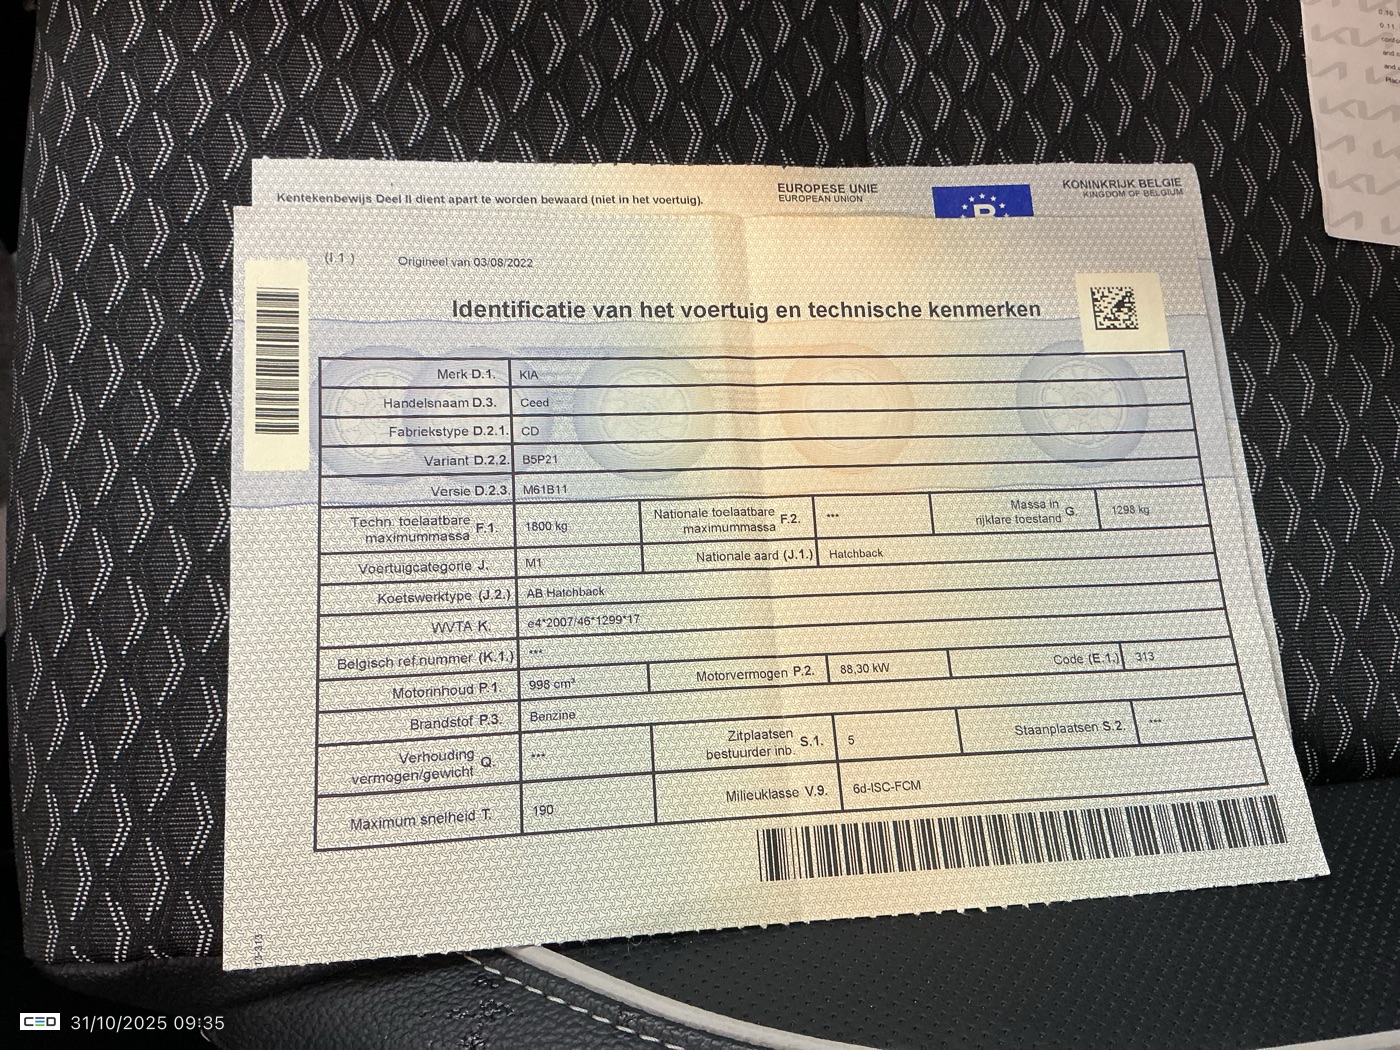 Kentekenbewijs Deel II dient apart te worden bewaard (niet in het voertuig).
EUROPESE UNIE
EUROPEAN UNION
B
KONINKRIJK BELGIE
KINGDOM OF BELGIUM
(I.1.) Origineel van 03/08/2022
Identificatie van het voertuig en technische kenmerken
Merk D.1. KIA
Handelsnaam D.3. Ceed
Fabriekstype D.2.1. CD
Variant D.2.2. B5P21
Versie D.2.3. M61B11
Techn. toelaatbare maximummassa F.1. 1800 kg Nationale toelaatbare maximummassa F.2. *** Massa in rijklare toestand G. 1298 kg
Voertuigcategorie J. M1 Nationale aard (J.1.) Hatchback
Koetswerktype (J.2.) AB Hatchback
WVTA K. e4*2007/46*1299*17
Belgisch ref.nummer (K.1.) ***
Motorinhoud P.1. 998 cm³ Motorvermogen P.2. 88,30 kW Code (E.1.) 313
Brandstof P.3. Benzine
Verhouding vermogen/gewicht Q. *** Zitplaatsen bestuurder inb. S.1. 5 Staanplaatsen S.2. ***
Maximum snelheid T. 190 Milieuklasse V.9. 6d-ISC-FCM
CED 31/10/2025 09:35